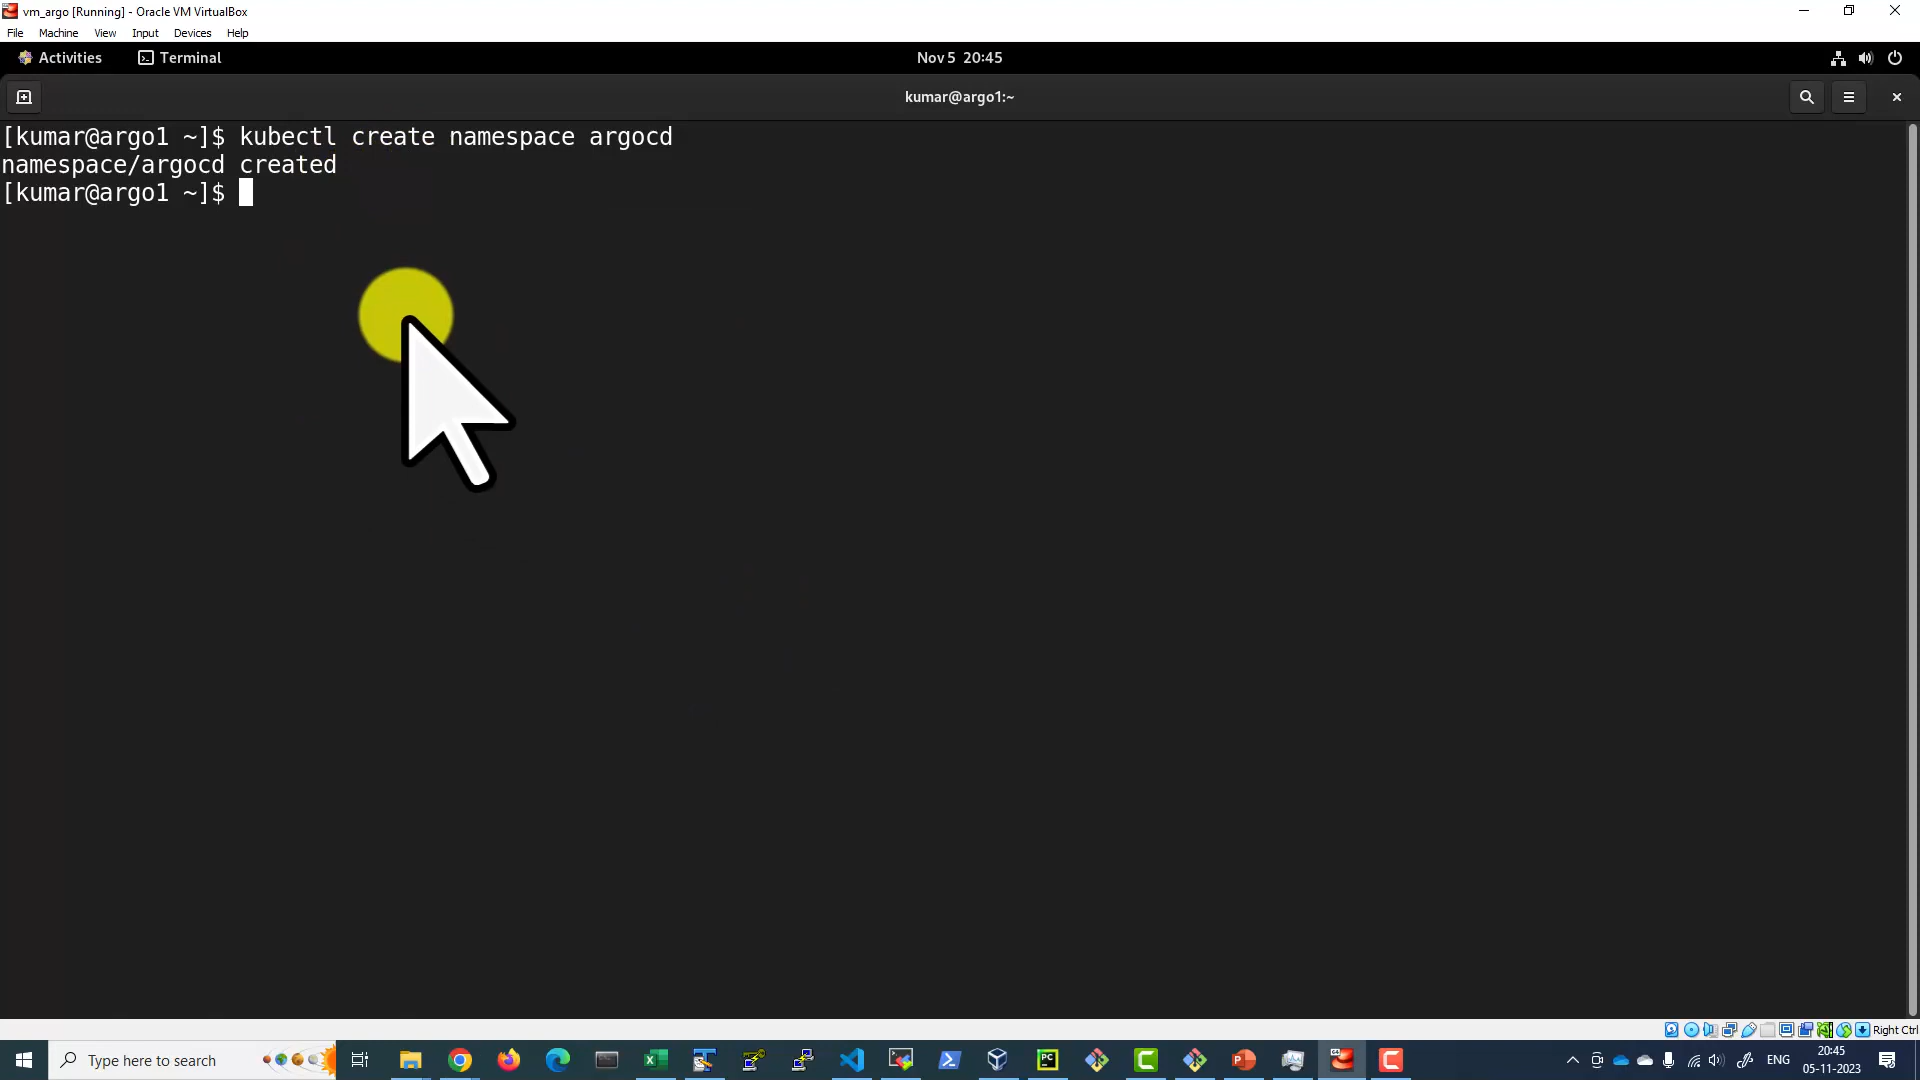 vm_argo [Running] - Oracle VM VirtualBox
File Machine View Input Devices Help
Activities Terminal Nov 5 20:45
kumar@argo1:~
[kumar@argo1 ~]$ kubectl create namespace argocd
namespace/argocd created
[kumar@argo1 ~]$
Right Ctrl
Type here to search
PC
ENG
20:45
05-11-2023